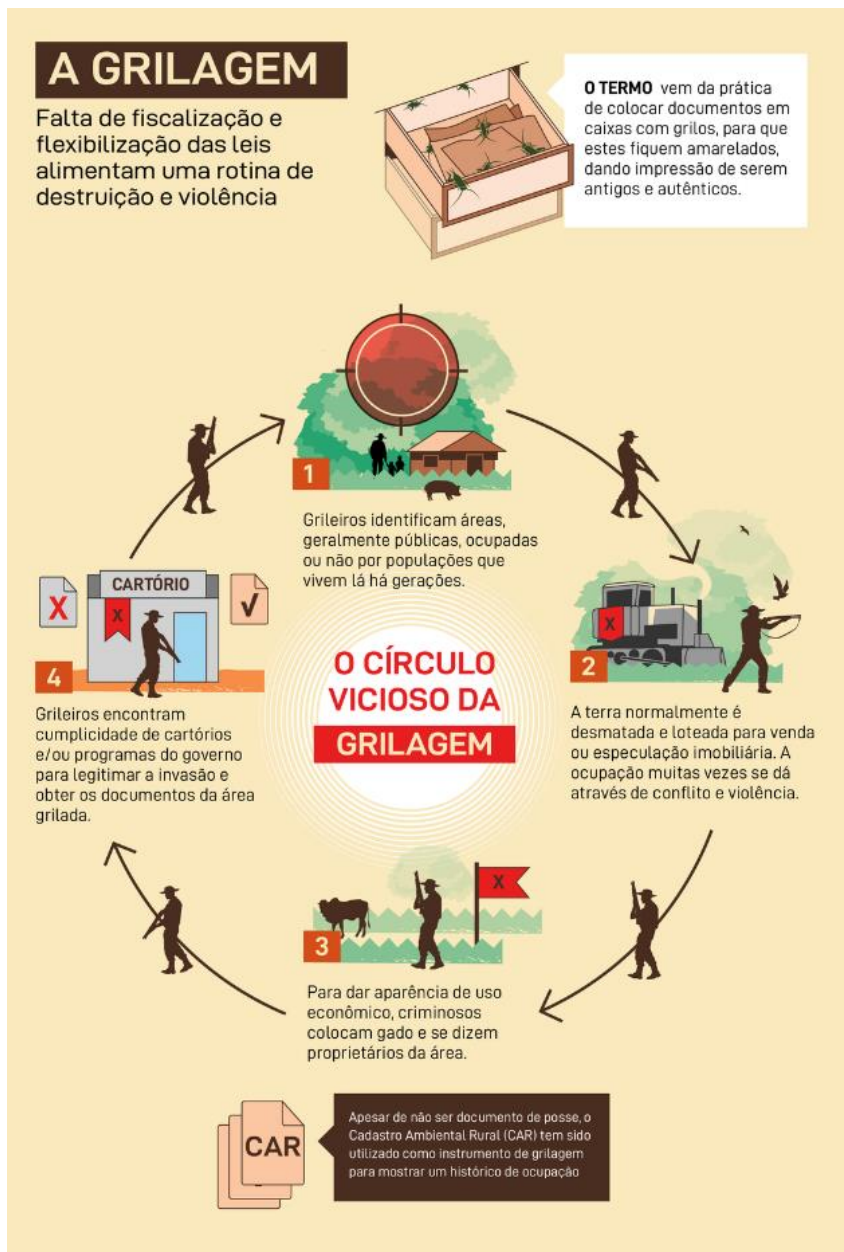 A GRILAGEM
Falta de fiscalização e
flexibilização das leis
alimentam uma rotina de
destruição e violência
O TERMO vem da prática
de colocar documentos em
caixas com grilos, para que
estes fiquem amarelados,
dando impressão de serem
antigos e autênticos.
1
Grileiros identificam áreas,
geralmente públicas, ocupadas
ou não por populações que
vivem lá há gerações.
X
2
A terra normalmente é
desmatada e loteada para venda
ou especulação imobiliária. A
ocupação muitas vezes se dá
através de conflito e violência.
X
3
Para dar aparência de uso
econômico, criminosos
colocam gado e se dizem
proprietários da área.
X
CARTÓRIO
X
4
Grileiros encontram
cumplicidade de cartórios
e/ou programas do governo
para legitimar a invasão e
obter os documentos da área
grilada.
O CÍRCULO
VICIOSO DA
GRILAGEM
CAR
Apesar de não ser documento de posse, o
Cadastro Ambiental Rural (CAR) tem sido
utilizado como instrumento de grilagem
para mostrar um histórico de ocupação